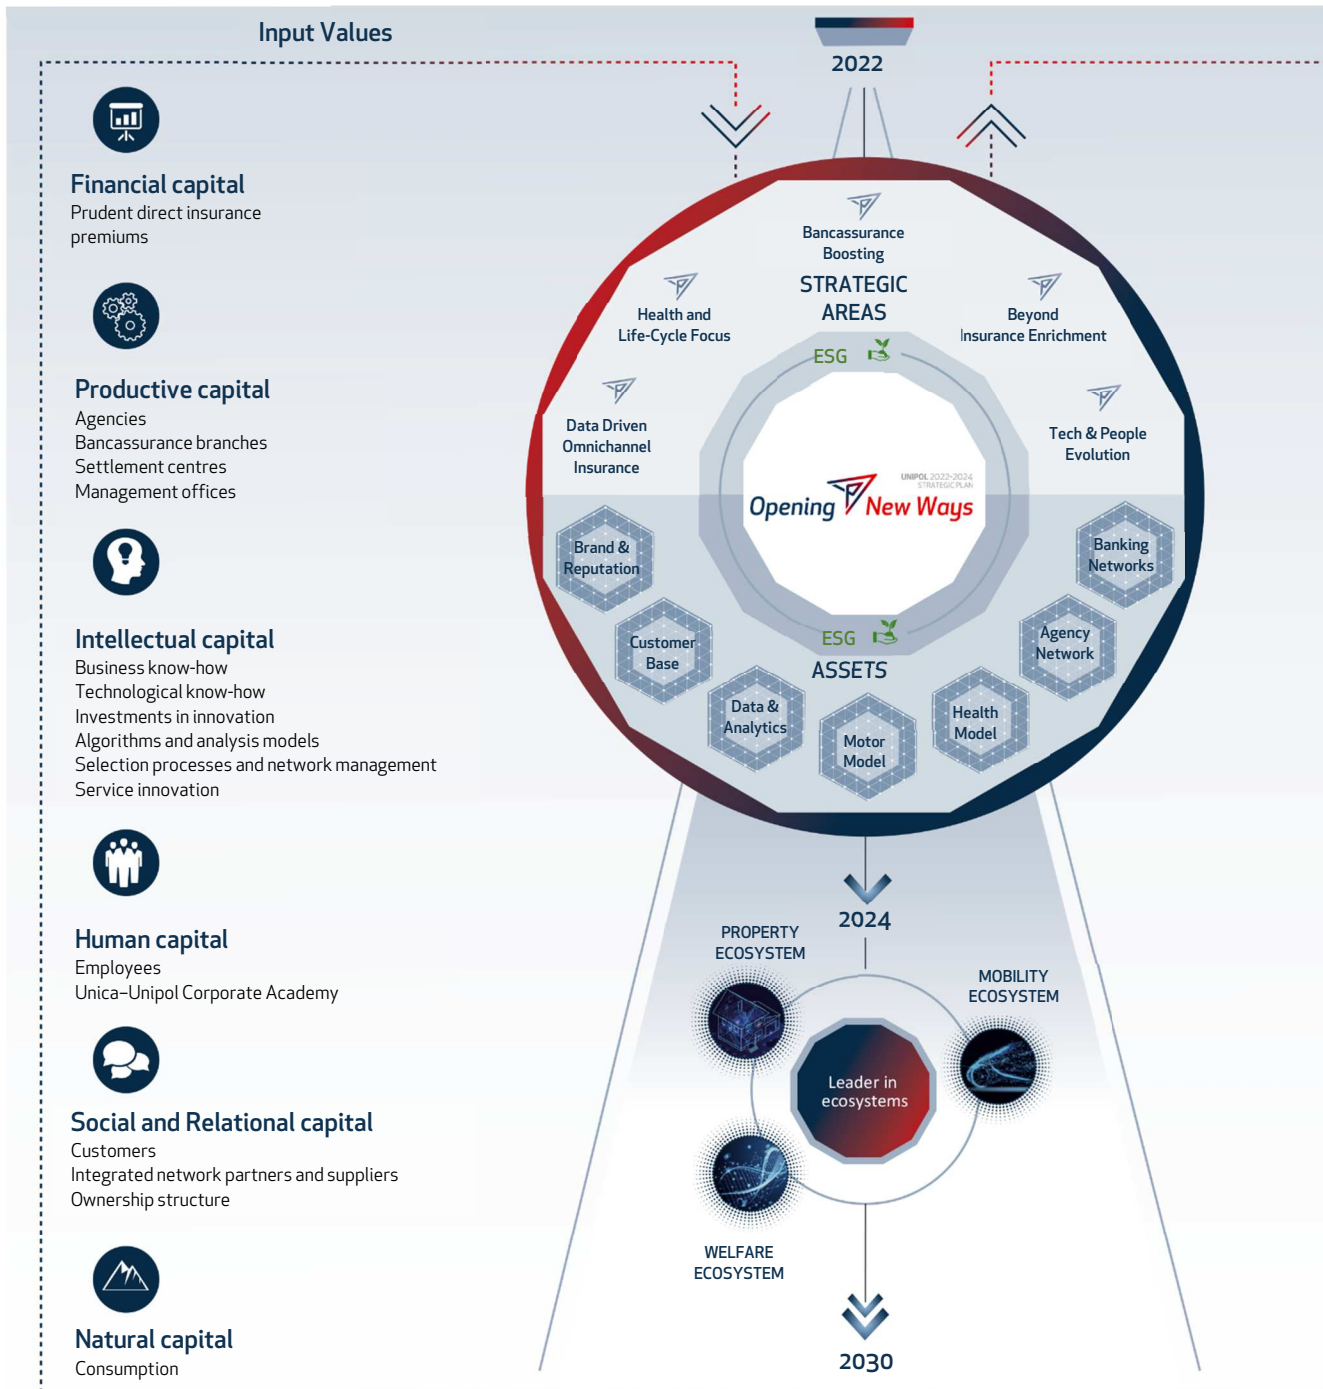 Input Values
Financial capital
Prudent direct insurance
premiums
Productive capital
Agencies
Bancassurance branches
Settlement centres
Management offices
Intellectual capital
Business know-how
Technological know-how
Investments in innovation
Algorithms and analysis models
Selection processes and network management
Service innovation
Human capital
Employees
Unica–Unipol Corporate Academy
Social and Relational capital
Customers
Integrated network partners and suppliers
Ownership structure
Natural capital
Consumption
2022
Bancassurance
Boosting
STRATEGIC
AREAS
Health and
Life-Cycle Focus
Beyond
Insurance Enrichment
Data Driven
Omnichannel
Insurance
Tech & People
Evolution
ESG
UNIPOL 2022-2024
STRATEGIC PLAN
Opening New Ways
Brand &
Reputation
Banking
Networks
Customer
Base
Agency
Network
ESG
ASSETS
Data &
Analytics
Motor
Model
Health
Model
2024
PROPERTY
ECOSYSTEM
MOBILITY
ECOSYSTEM
Leader in
ecosystems
WELFARE
ECOSYSTEM
2030